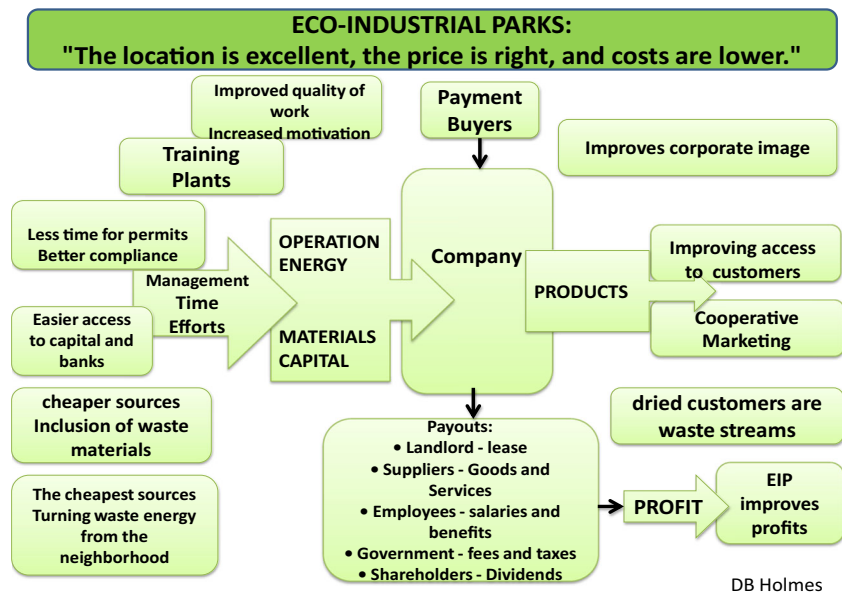 ECO-INDUSTRIAL PARKS:
"The location is excellent, the price is right, and costs are lower."
Improved quality of
work
Increased motivation
Training
Plants
Payment
Buyers
Improves corporate image
Less time for permits
Better compliance
Management
Time
Efforts
Easier access
to capital and
banks
OPERATION
ENERGY
MATERIALS
CAPITAL
Company
PRODUCTS
Improving access
to customers
Cooperative
Marketing
cheaper sources
Inclusion of waste
materials
The cheapest sources
Turning waste energy
from the
neighborhood
Payouts:
• Landlord - lease
• Suppliers - Goods and
Services
• Employees - salaries and
benefits
• Government - fees and taxes
• Shareholders - Dividends
dried customers are
waste streams
PROFIT
EIP
improves
profits
DB Holmes